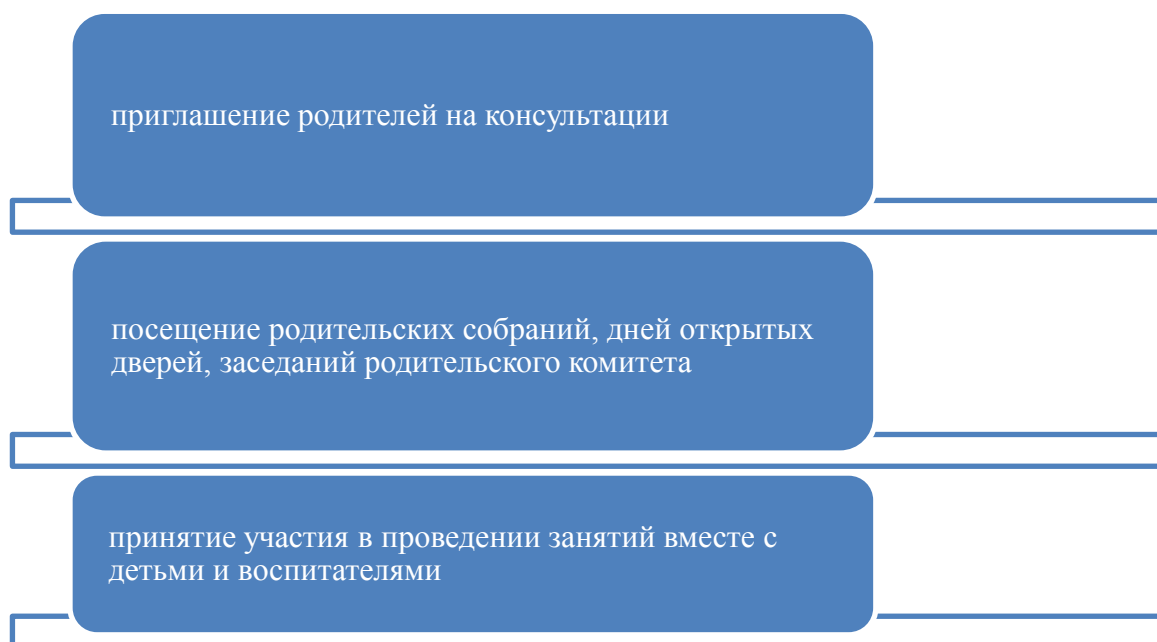 приглашение родителей на консультации
посещение родительских собраний, дней открытых
дверей, заседаний родительского комитета
принятие участия в проведении занятий вместе с
детьми и воспитателями